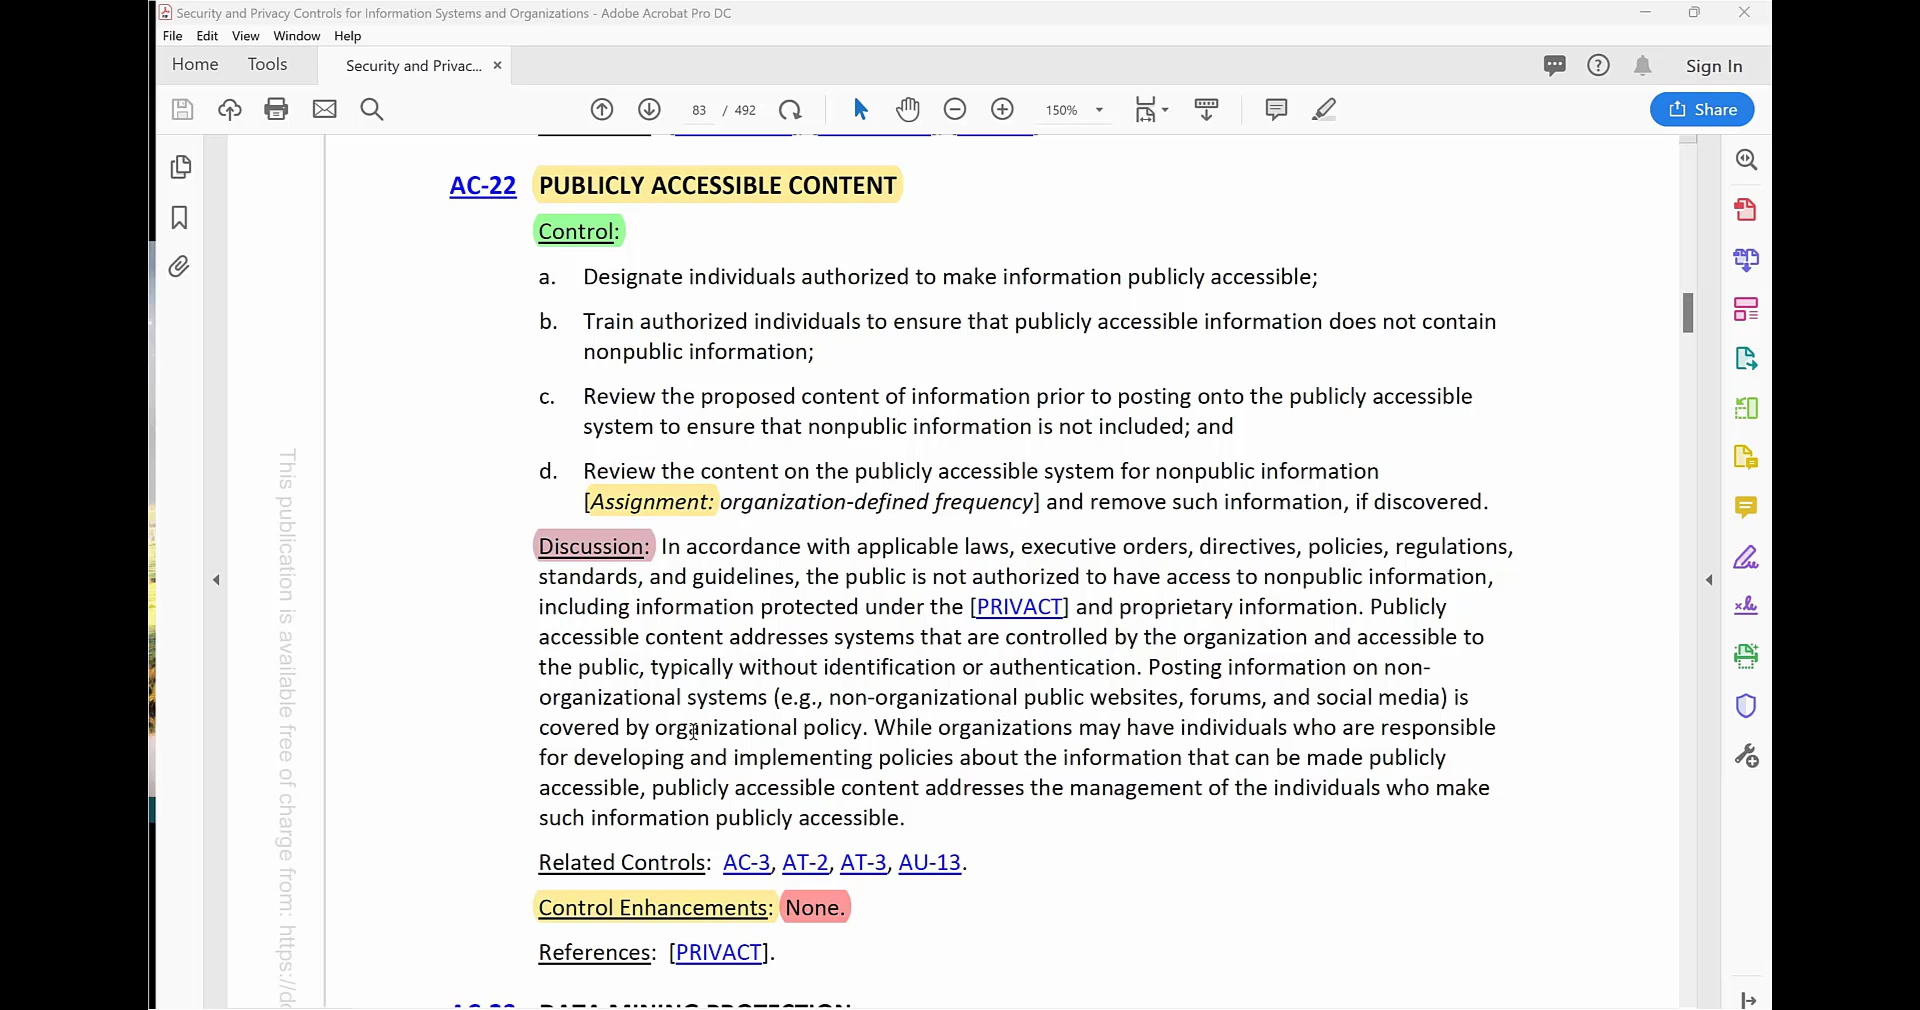 Security and Privacy Controls for Information Systems and Organizations - Adobe Acrobat Pro DC
File Edit View Window Help
Home Tools Security and Privac... × Sign In
83 / 492 150% Share
AC-22 PUBLICLY ACCESSIBLE CONTENT
Control:
a. Designate individuals authorized to make information publicly accessible;
b. Train authorized individuals to ensure that publicly accessible information does not contain
nonpublic information;
c. Review the proposed content of information prior to posting onto the publicly accessible
system to ensure that nonpublic information is not included; and
d. Review the content on the publicly accessible system for nonpublic information
[Assignment: organization-defined frequency] and remove such information, if discovered.
Discussion: In accordance with applicable laws, executive orders, directives, policies, regulations,
standards, and guidelines, the public is not authorized to have access to nonpublic information,
including information protected under the [PRIVACT] and proprietary information. Publicly
accessible content addresses systems that are controlled by the organization and accessible to
the public, typically without identification or authentication. Posting information on non-
organizational systems (e.g., non-organizational public websites, forums, and social media) is
covered by organizational policy. While organizations may have individuals who are responsible
for developing and implementing policies about the information that can be made publicly
accessible, publicly accessible content addresses the management of the individuals who make
such information publicly accessible.
Related Controls: AC-3, AT-2, AT-3, AU-13.
Control Enhancements: None.
References: [PRIVACT].
AC-23 DATA MINING PROTECTION
This publication is available free of charge from: https://do